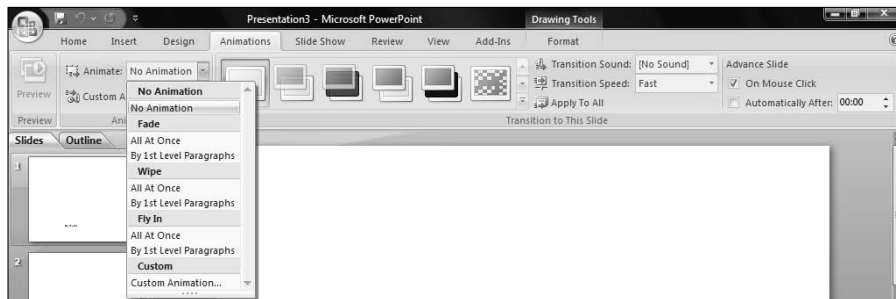 Presentation3 - Microsoft PowerPoint
Drawing Tools
Home Insert Design Animations Slide Show Review View Add-Ins Format
Preview
Animate: No Animation
Custom A
Transition Sound: [No Sound]
Transition Speed: Fast
Apply To All
Advance Slide
On Mouse Click
Automatically After: 00:00
Preview
Ani
Transition to This Slide
Slides Outline
No Animation
No Animation
Fade
All At Once
By 1st Level Paragraphs
Wipe
All At Once
By 1st Level Paragraphs
Fly In
All At Once
By 1st Level Paragraphs
Custom
Custom Animation...
1
2